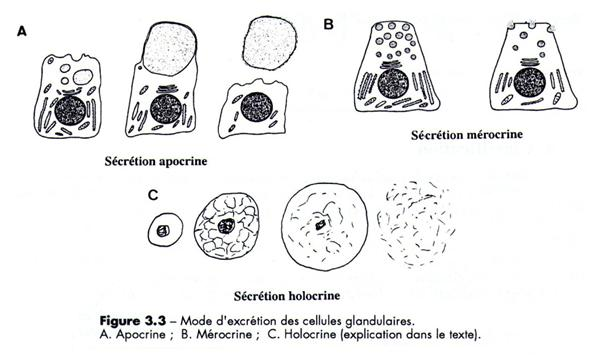 A
B
Sécrétion apocrine
Sécrétion mérocrine
C
Sécrétion holocrine
Figure 3.3 – Mode d'excrétion des cellules glandulaires.
A. Apocrine ; B. Mérocrine ; C. Holocrine (explication dans le texte).